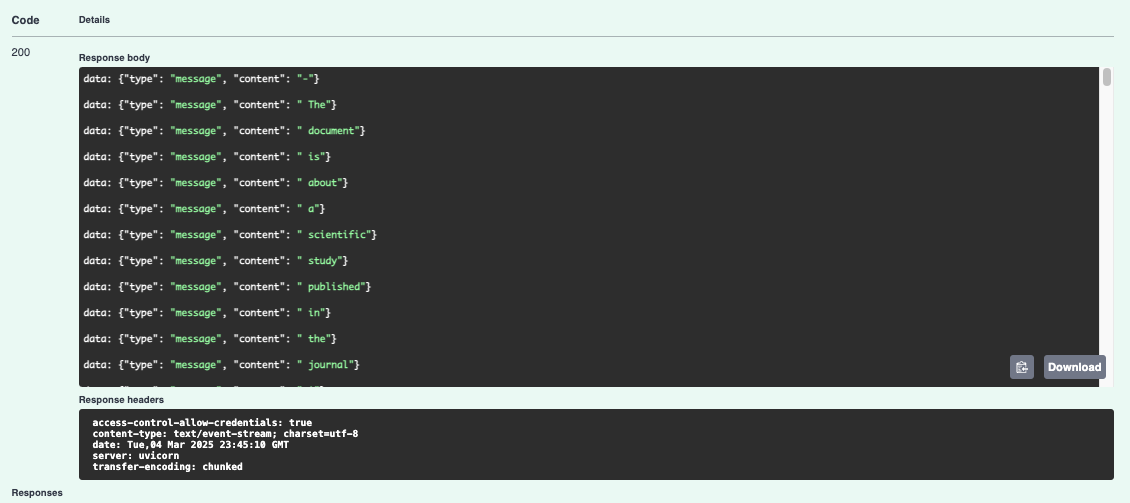 Code Details
200
Response body
data: {"type": "message", "content": "-"}
data: {"type": "message", "content": " The"}
data: {"type": "message", "content": " document"}
data: {"type": "message", "content": " is"}
data: {"type": "message", "content": " about"}
data: {"type": "message", "content": " a"}
data: {"type": "message", "content": " scientific"}
data: {"type": "message", "content": " study"}
data: {"type": "message", "content": " published"}
data: {"type": "message", "content": " in"}
data: {"type": "message", "content": " the"}
data: {"type": "message", "content": " journal"}
Download
Response headers
access-control-allow-credentials: true
content-type: text/event-stream; charset=utf-8
date: Tue,04 Mar 2025 23:45:10 GMT
server: uvicorn
transfer-encoding: chunked
Responses